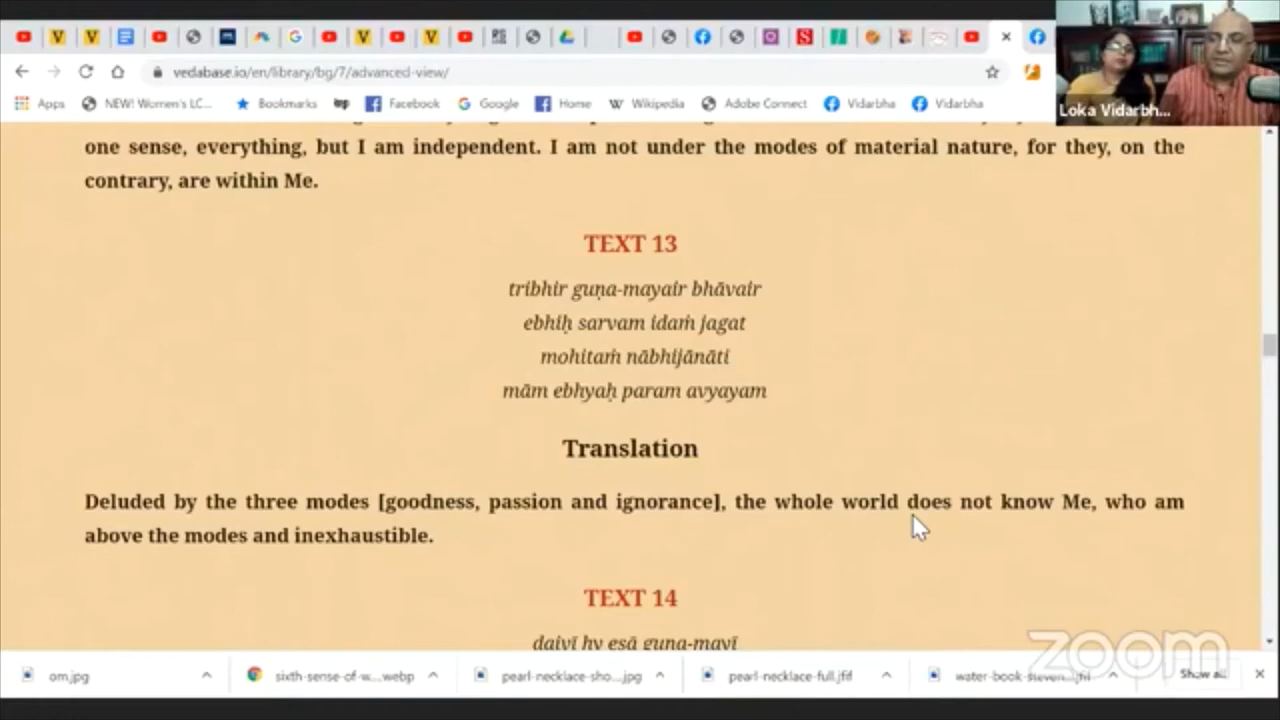 vedabase.io/en/library/bg/7/advanced-view/
Apps NEW! Women's LC... Bookmarks Facebook Google Home Wikipedia Adobe Connect Vidarbha Vidarbha
Loka Vidarbh...
one sense, everything, but I am independent. I am not under the modes of material nature, for they, on the
contrary, are within Me.
TEXT 13
tribhir guṇa-mayair bhāvair
ebhiḥ sarvam idaṁ jagat
mohitaṁ nābhijānāti
mām ebhyaḥ param avyayam
Translation
Deluded by the three modes [goodness, passion and ignorance], the whole world does not know Me, who am
above the modes and inexhaustible.
TEXT 14
daivī hy eṣā guṇa-mayī
zoom
om.jpg sixth-sense-of-w....webp pearl-necklace-sho....jpg pearl-necklace-full.jfif Show all